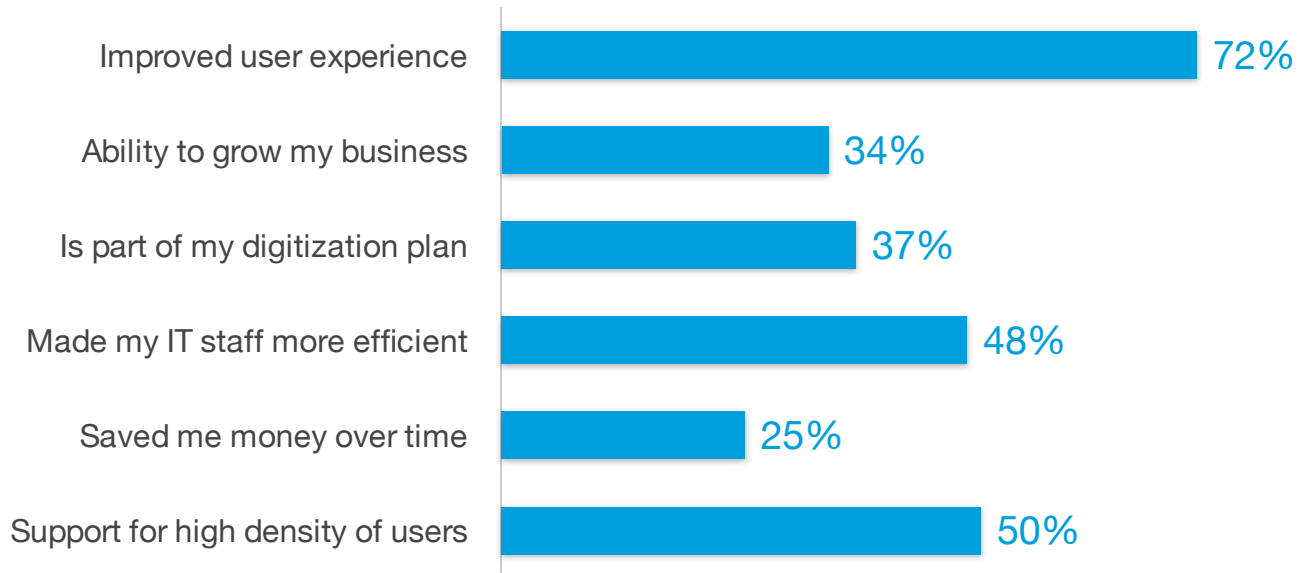 Improved user experience 72%
Ability to grow my business 34%
Is part of my digitization plan 37%
Made my IT staff more efficient 48%
Saved me money over time 25%
Support for high density of users 50%